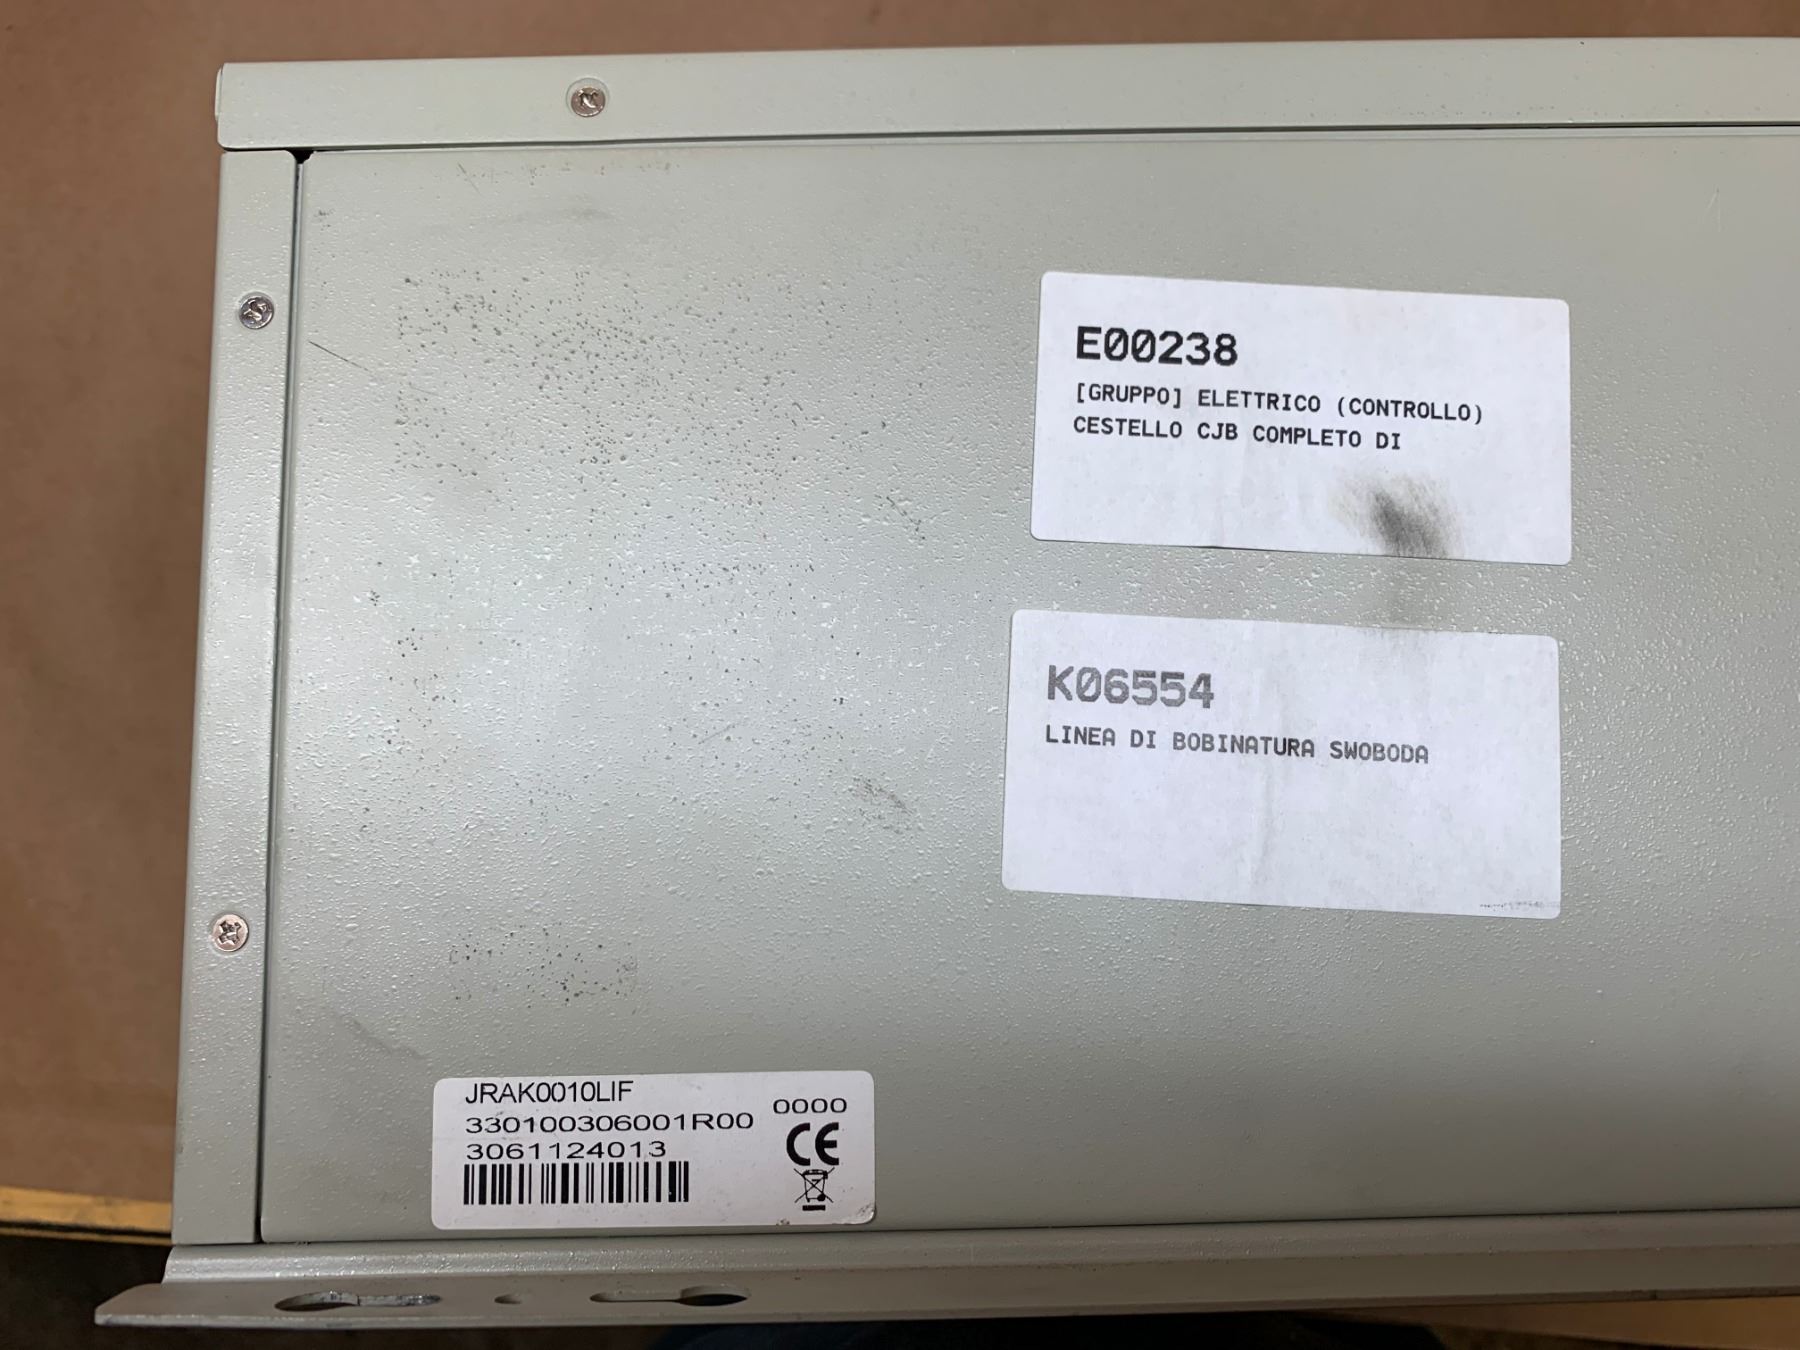 E00238
[GRUPPO] ELETTRICO (CONTROLLO)
CESTELLO CJB COMPLETO DI
K06554
LINEA DI BOBINATURA SWOBODA
JRAK0010LIF
330100306001R00
0000
3061124013
CE